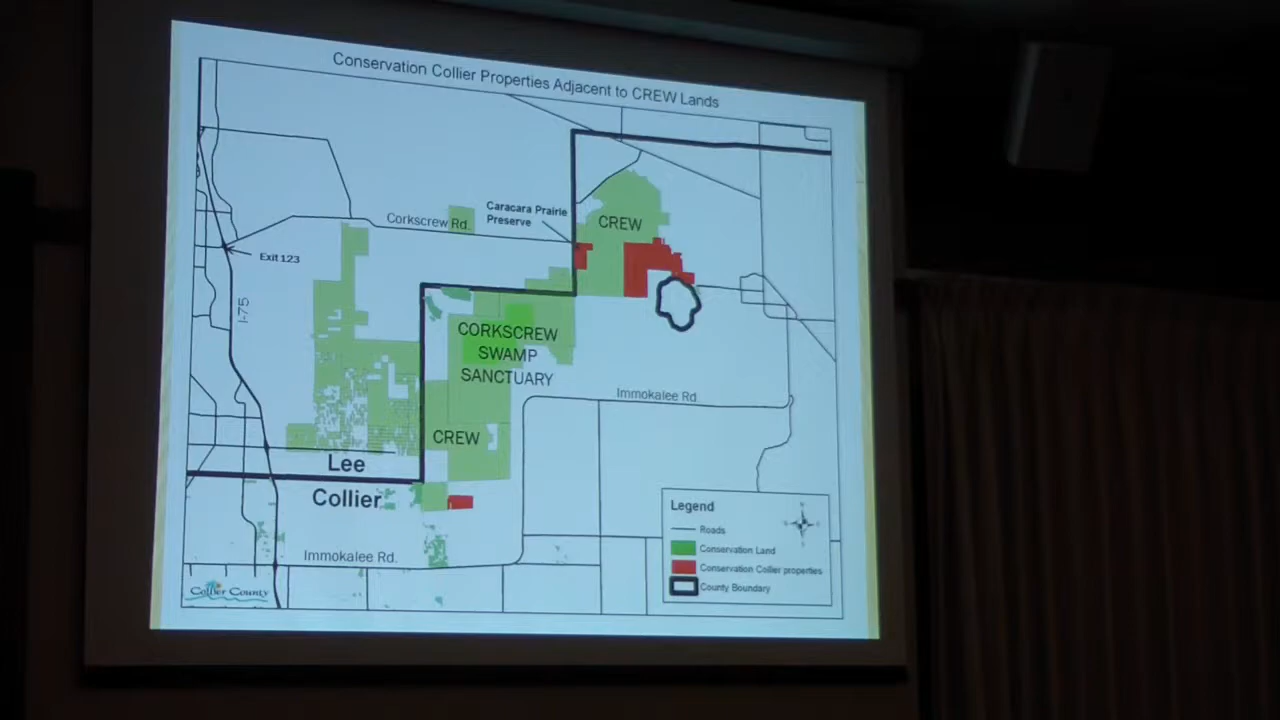 Conservation Collier Properties Adjacent to CREW Lands
Caracara Prairie
Preserve
CREW
Corkscrew Rd.
Exit 123
I-75
CORKSCREW
SWAMP
SANCTUARY
Immokalee Rd
CREW
Lee
Collier
Immokalee Rd.
Legend
Roads
Conservation Land
Conservation Collier properties
County Boundary
Collier County